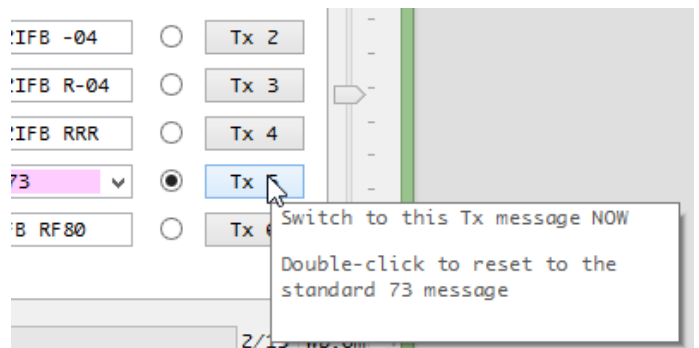 2IFB -04
Tx 2
2IFB R-04
Tx 3
2IFB RRR
Tx 4
73
Tx
B RF80
Tx
Switch to this Tx message NOW
Double-click to reset to the
standard 73 message